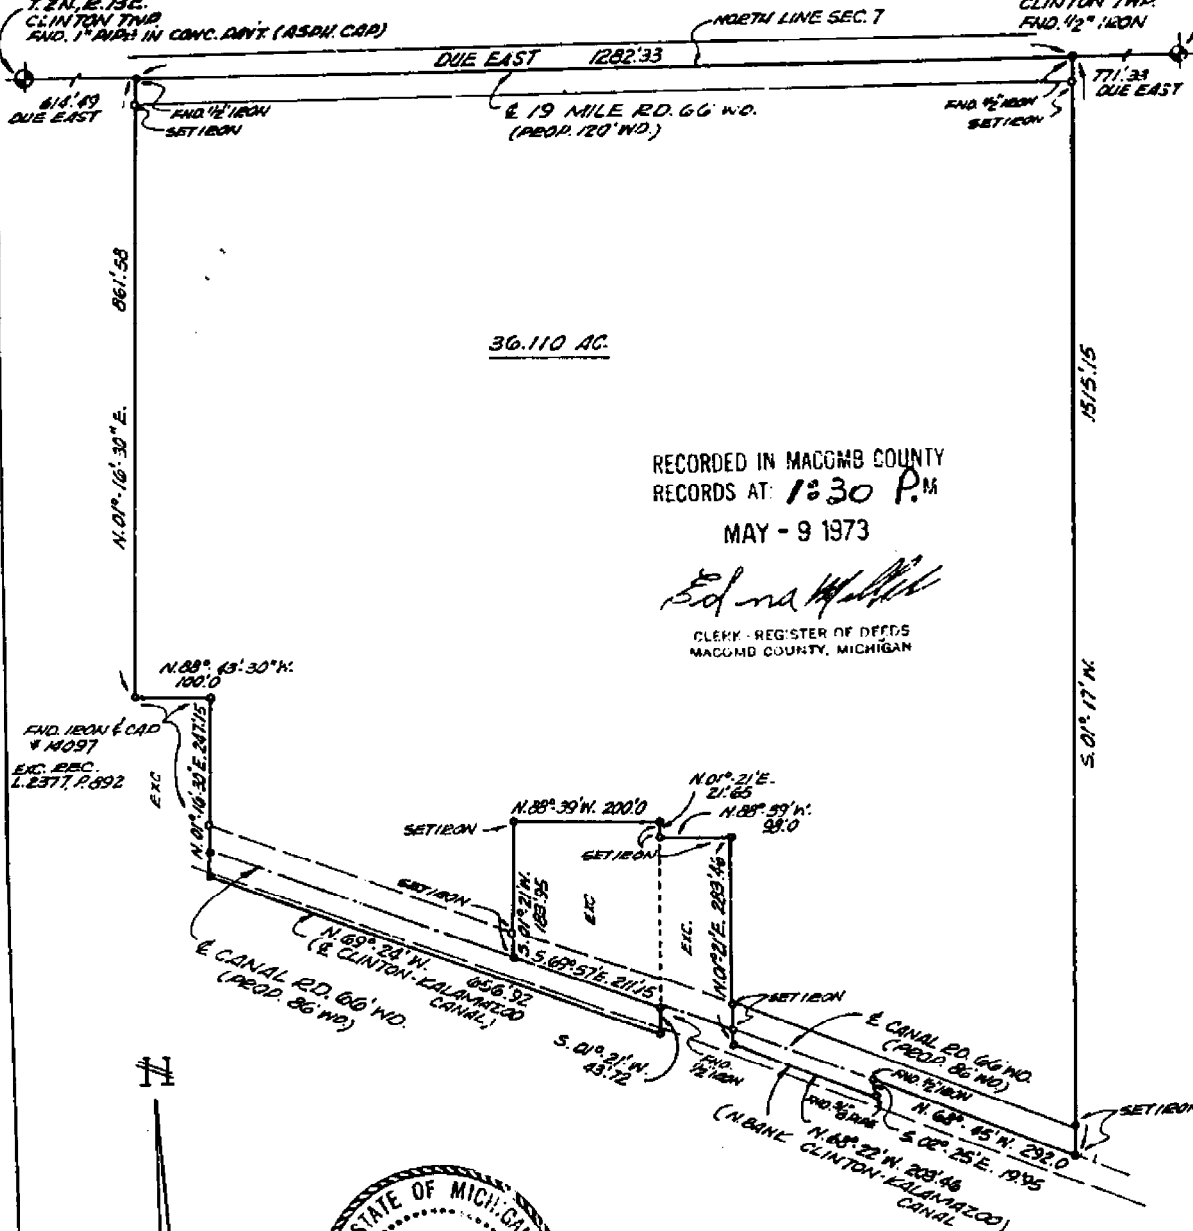 T.2N., R.13E.
CLINTON TWP.
FND. 1" PIPE IN CONC. PAV'T. (ASPH. CAP)
NORTH LINE SEC. 7
CLINTON TWP.
FND. 1/2" IRON
DUE EAST 1282.33
614.49
DUE EAST
771.33
DUE EAST
FND. 1/2" IRON
SET IRON
℄ 19 MILE RD. 66' WD.
(PROP. 120' WD.)
FND. 1/2" IRON
SET IRON
861.58
N. 01°-16'-30" E.
36.110 AC.
1515.15
S. 01°-17' W.
RECORDED IN MACOMB COUNTY
RECORDS AT: 1:30 P.M
MAY - 9 1973
Edna Miller
CLERK - REGISTER OF DEEDS
MACOMB COUNTY, MICHIGAN
N. 88°-43'-30" W.
100.0
FND. IRON & CAP
# 14097
EXC. REC.
L.2377, P.892
EXC
N. 01°-16'-30" E. 247.15
N. 01°-21' E.
21.65
N. 88°-39' W. 200.0
N. 88°-39' W.
98.0
SET IRON
SET IRON
SET IRON
S. 01°-21' W.
183.95
EXC
EXC.
N. 01°-21' E. 283.46
S. 69°-57' E. 211.15
N. 69°-24' W. 656.92
(℄ CLINTON-KALAMAZOO
CANAL)
℄ CANAL RD. 66' WD.
(PROP. 86' WD.)
SET IRON
S. 01°-21' W.
43.72
FND.
1/2" IRON
℄ CANAL RD. 66' WD.
(PROP. 86' WD.)
FND. 1/2" IRON
N. 68°-45' W. 292.0
SET IRON
S. 02°-25' E. 19.95
N. 68°-22' W. 203.46
(N. BANK CLINTON-KALAMAZOO)
CANAL
N
STATE OF MICHIGAN